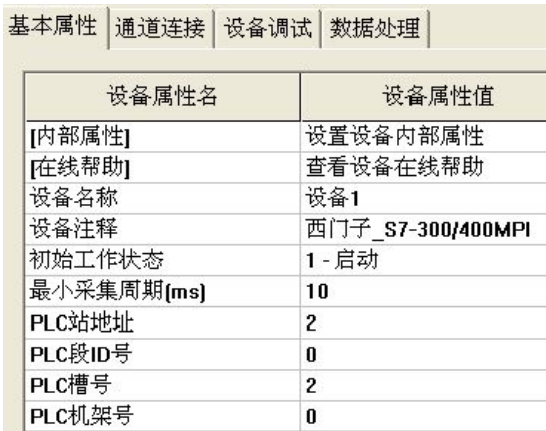 基本属性 通道连接 设备调试 数据处理
设备属性名 设备属性值
[内部属性] 设置设备内部属性
[在线帮助] 查看设备在线帮助
设备名称 设备1
设备注释 西门子_S7-300/400MPI
初始工作状态 1 - 启动
最小采集周期(ms) 10
PLC站地址 2
PLC段ID号 0
PLC槽号 2
PLC机架号 0